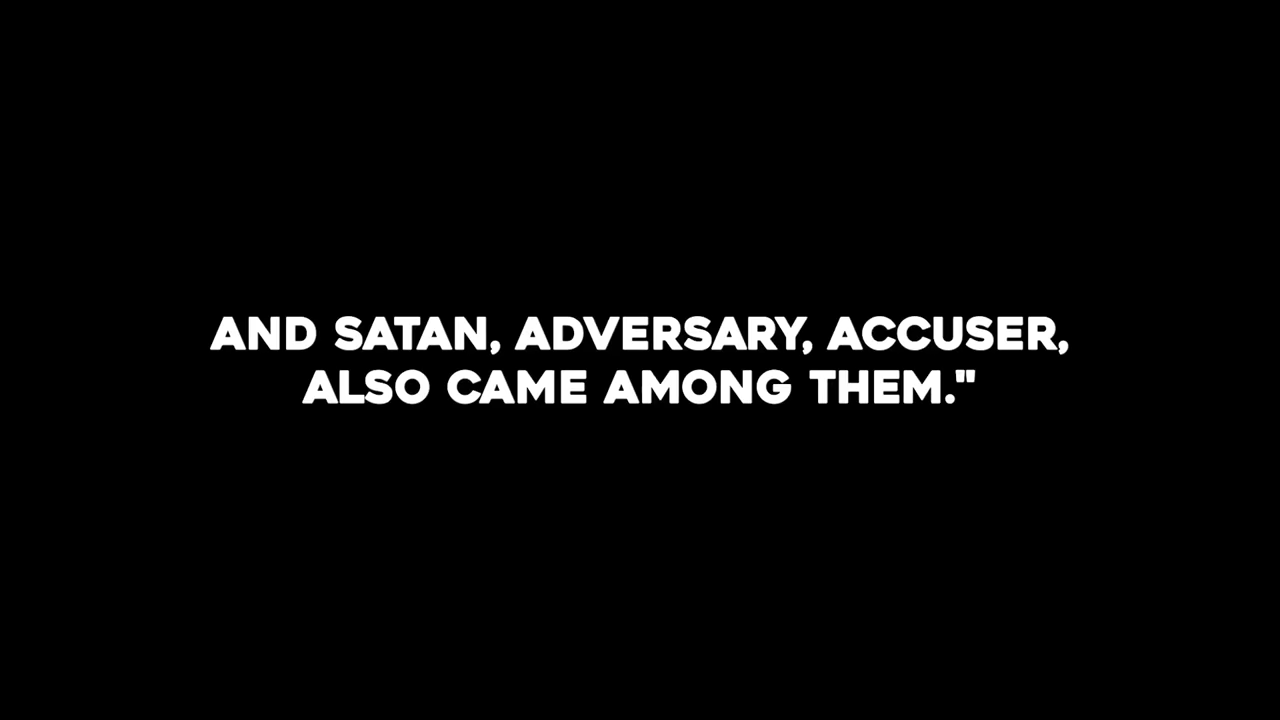 AND SATAN, ADVERSARY, ACCUSER,
ALSO CAME AMONG THEM."